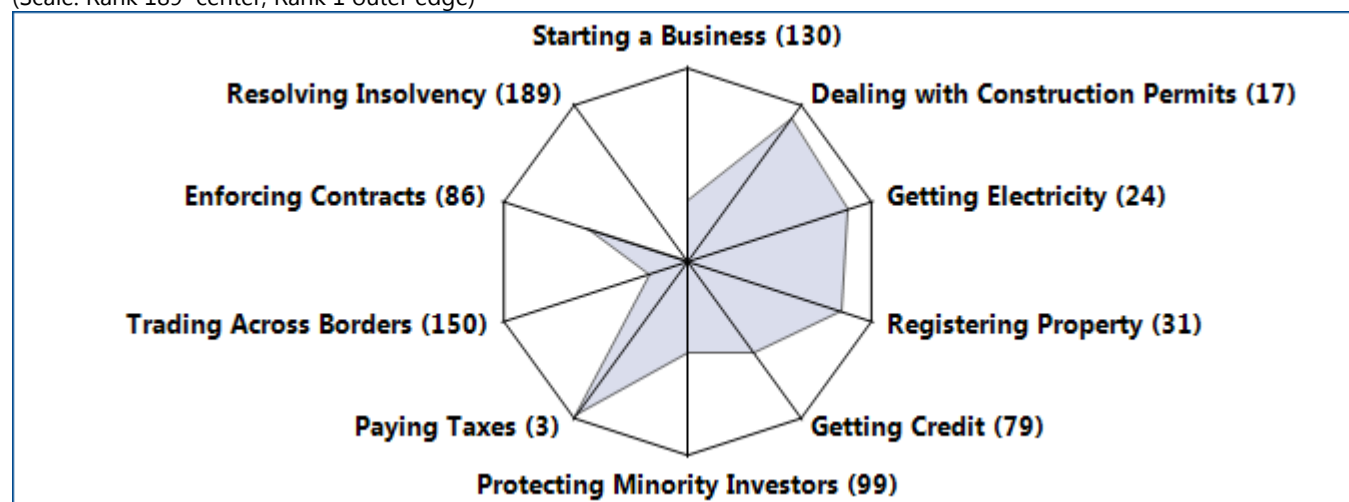 (Scale: Rank 189 center, Rank 1 outer edge)
Starting a Business (130)
Resolving Insolvency (189)
Dealing with Construction Permits (17)
Enforcing Contracts (86)
Getting Electricity (24)
Trading Across Borders (150)
Registering Property (31)
Paying Taxes (3)
Getting Credit (79)
Protecting Minority Investors (99)